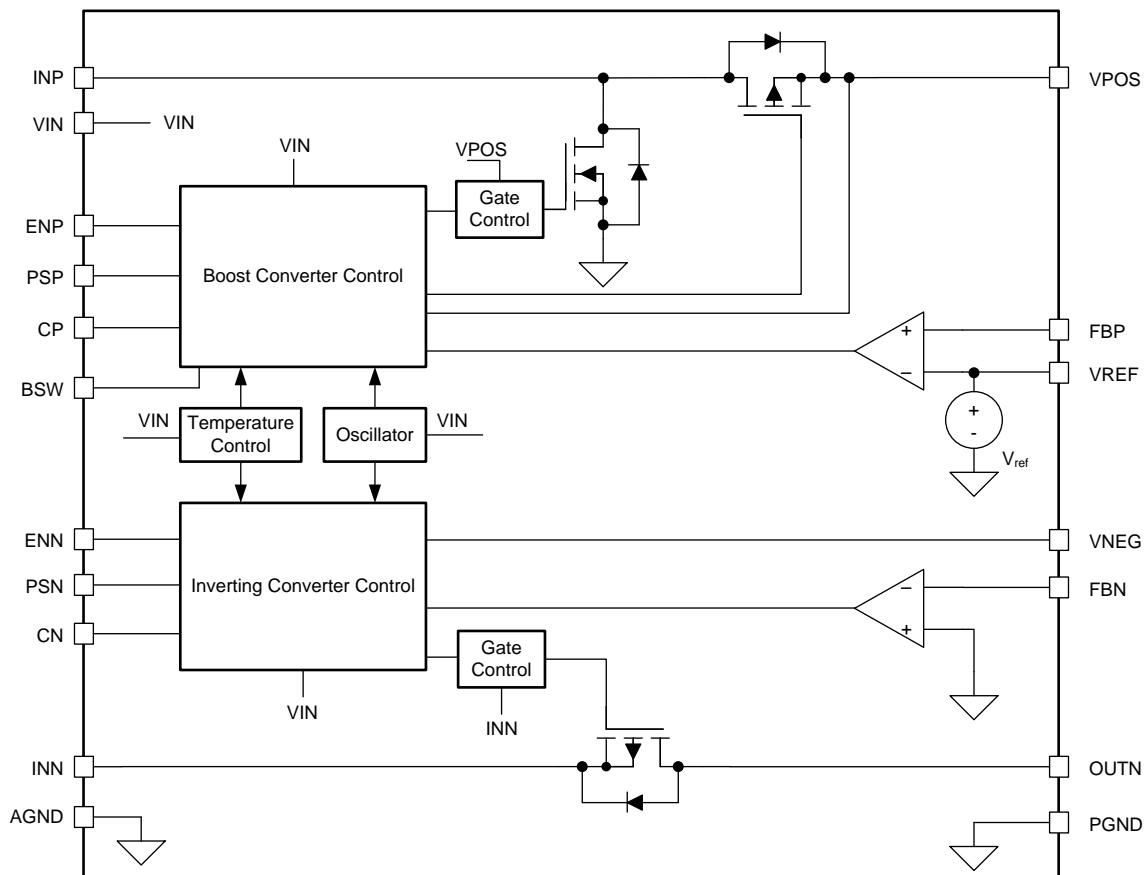 INP
VPOS
VIN
VIN
VPOS
VIN
Gate
Control
ENP
PSP
Boost Converter Control
CP
+
FBP
−
VREF
BSW
VIN
Temperature
Control
Oscillator
VIN
+
-
Vref
ENN
VNEG
PSN
Inverting Converter Control
−
FBN
CN
+
Gate
Control
VIN
INN
INN
OUTN
AGND
PGND